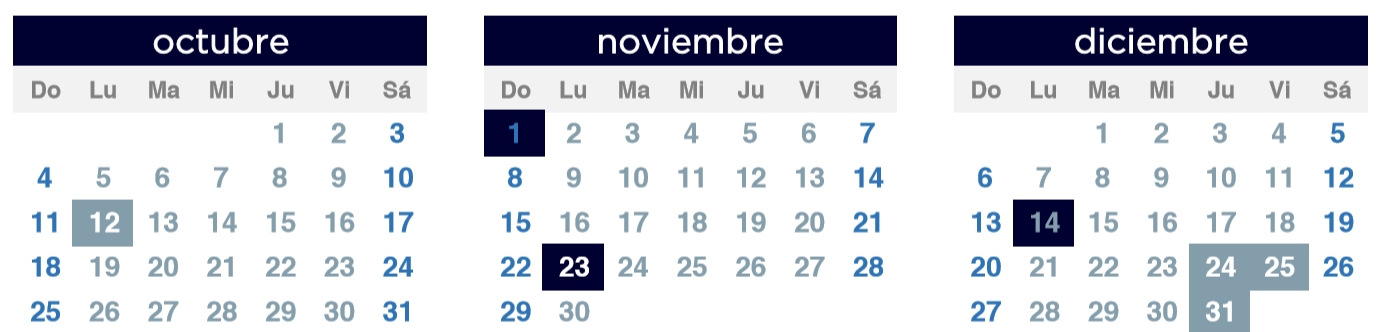 octubre
Do Lu Ma Mi Ju Vi Sá
1 2 3
4 5 6 7 8 9 10
11 12 13 14 15 16 17
18 19 20 21 22 23 24
25 26 27 28 29 30 31
noviembre
Do Lu Ma Mi Ju Vi Sá
1 2 3 4 5 6 7
8 9 10 11 12 13 14
15 16 17 18 19 20 21
22 23 24 25 26 27 28
29 30
diciembre
Do Lu Ma Mi Ju Vi Sá
1 2 3 4 5
6 7 8 9 10 11 12
13 14 15 16 17 18 19
20 21 22 23 24 25 26
27 28 29 30 31